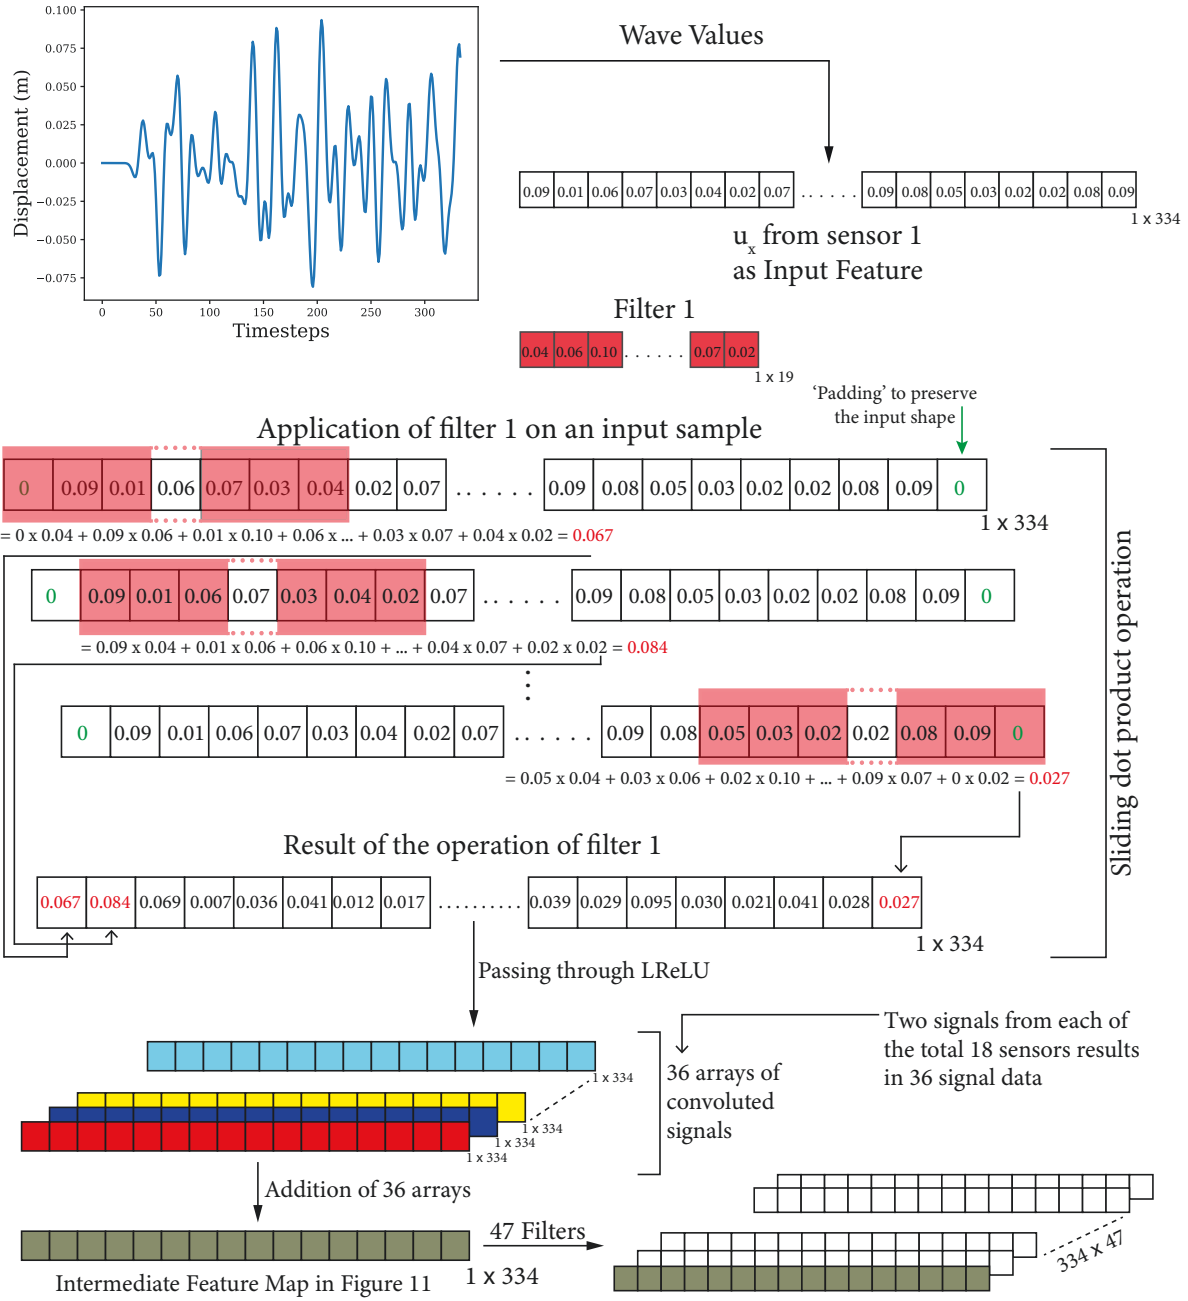 0.100
0.075
0.050
0.025
0.000
−0.025
−0.050
−0.075
Displacement (m)
0 50 100 150 200 250 300
Timesteps
Wave Values
0.09 0.01 0.06 0.07 0.03 0.04 0.02 0.07 . . . . . . 0.09 0.08 0.05 0.03 0.02 0.02 0.08 0.09
1 x 334
ux from sensor 1
as Input Feature
Filter 1
0.04 0.06 0.10 . . . . . . 0.07 0.02
1 x 19
‘Padding’ to preserve
the input shape
Application of filter 1 on an input sample
0 0.09 0.01 0.06 0.07 0.03 0.04 0.02 0.07 . . . . . . 0.09 0.08 0.05 0.03 0.02 0.02 0.08 0.09 0
1 x 334
= 0 x 0.04 + 0.09 x 0.06 + 0.01 x 0.10 + 0.06 x ... + 0.03 x 0.07 + 0.04 x 0.02 = 0.067
0 0.09 0.01 0.06 0.07 0.03 0.04 0.02 0.07 . . . . . . 0.09 0.08 0.05 0.03 0.02 0.02 0.08 0.09 0
= 0.09 x 0.04 + 0.01 x 0.06 + 0.06 x 0.10 + ... + 0.04 x 0.07 + 0.02 x 0.02 = 0.084
0 0.09 0.01 0.06 0.07 0.03 0.04 0.02 0.07 . . . . . . 0.09 0.08 0.05 0.03 0.02 0.02 0.08 0.09 0
= 0.05 x 0.04 + 0.03 x 0.06 + 0.02 x 0.10 + ... + 0.09 x 0.07 + 0 x 0.02 = 0.027
Sliding dot product operation
Result of the operation of filter 1
0.067 0.084 0.069 0.007 0.036 0.041 0.012 0.017 . . . . . . . . . . 0.039 0.029 0.095 0.030 0.021 0.041 0.028 0.027
1 x 334
Passing through LReLU
1 x 334
1 x 334
1 x 334
1 x 334
36 arrays of
convoluted
signals
Two signals from each of
the total 18 sensors results
in 36 signal data
Addition of 36 arrays
1 x 334
Intermediate Feature Map in Figure 11
47 Filters
334 x 47